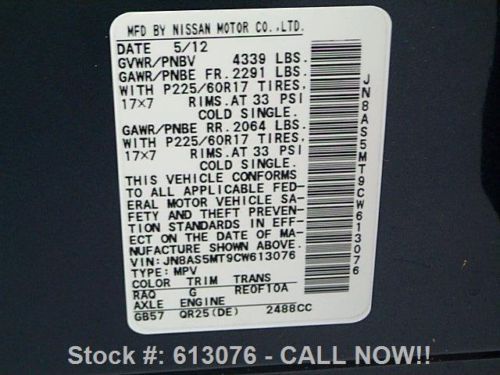 MFD BY NISSAN MOTOR CO.,LTD.
DATE 5/12
GVWR/PNBV 4339 LBS.
GAWR/PNBE FR. 2291 LBS.
WITH P225/60R17 TIRES,
17×7 RIMS.AT 33 PSI
COLD SINGLE.
GAWR/PNBE RR. 2064 LBS.
WITH P225/60R17 TIRES,
17×7 RIMS.AT 33 PSI
COLD SINGLE.
THIS VEHICLE CONFORMS
TO ALL APPLICABLE FED-
ERAL MOTOR VEHICLE SA-
FETY AND THEFT PREVEN-
TION STANDARDS IN EFF-
ECT ON THE DATE OF MA-
NUFACTURE SHOWN ABOVE.
VIN: JN8AS5MT9CW613076
TYPE: MPV
COLOR TRIM TRANS
RAQ G RE0F10A
AXLE ENGINE
GB57 QR25(DE) 2488CC
JN8AS5MT9CW613076
Stock #: 613076 - CALL NOW!!